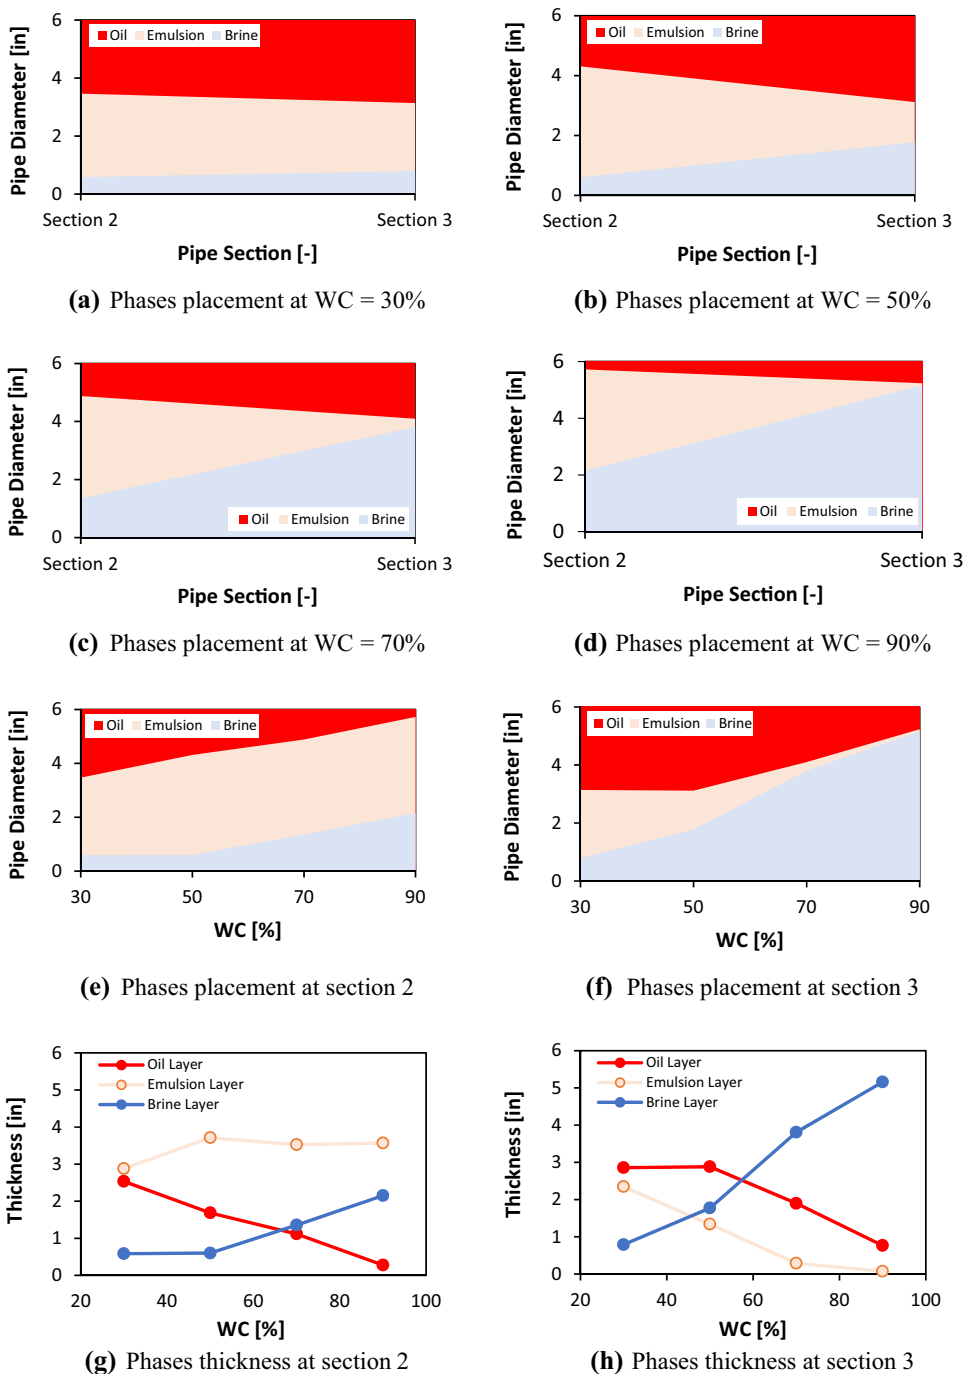 6
4
2
0
Pipe Diameter [in]
Oil Emulsion Brine
Section 2 Section 3
Pipe Section [-]
(a) Phases placement at WC = 30%
6
4
2
0
Pipe Diameter [in]
Oil Emulsion Brine
Section 2 Section 3
Pipe Section [-]
(b) Phases placement at WC = 50%
6
4
2
0
Pipe Diameter [in]
Oil Emulsion Brine
Section 2 Section 3
Pipe Section [-]
(c) Phases placement at WC = 70%
6
4
2
0
Pipe Diameter [in]
Oil Emulsion Brine
Section 2 Section 3
Pipe Section [-]
(d) Phases placement at WC = 90%
6
4
2
0
Pipe Diameter [in]
Oil Emulsion Brine
30 50 70 90
WC [%]
(e) Phases placement at section 2
6
4
2
0
Pipe Diameter [in]
Oil Emulsion Brine
30 50 70 90
WC [%]
(f) Phases placement at section 3
6
5
4
3
2
1
0
Thickness [in]
Oil Layer
Emulsion Layer
Brine Layer
20 40 60 80 100
WC [%]
(g) Phases thickness at section 2
6
5
4
3
2
1
0
Thickness [in]
Oil Layer
Emulsion Layer
Brine Layer
20 40 60 80 100
WC [%]
(h) Phases thickness at section 3